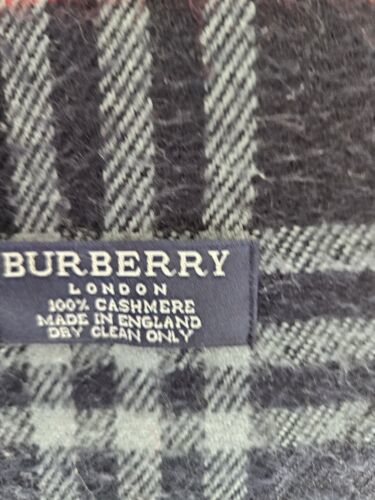 BURBERRY
LONDON
100% CASHMERE
MADE IN ENGLAND
DRY CLEAN ONLY